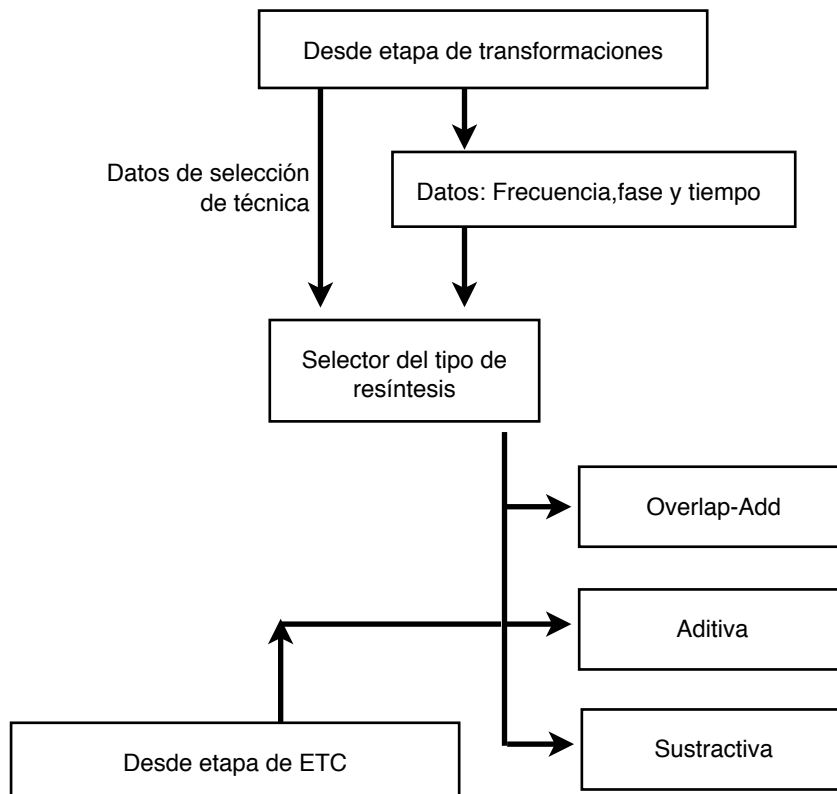 Desde etapa de transformaciones
Datos de selección
de técnica
Datos: Frecuencia,fase y tiempo
Selector del tipo de
resíntesis
Overlap-Add
Aditiva
Desde etapa de ETC
Sustractiva